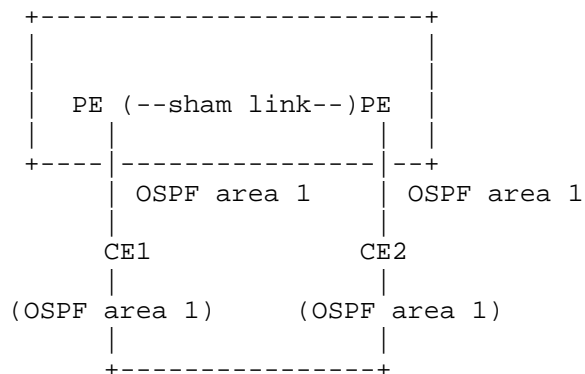 PE (--sham link--)PE
OSPF area 1 OSPF area 1
CE1 CE2
(OSPF area 1) (OSPF area 1)